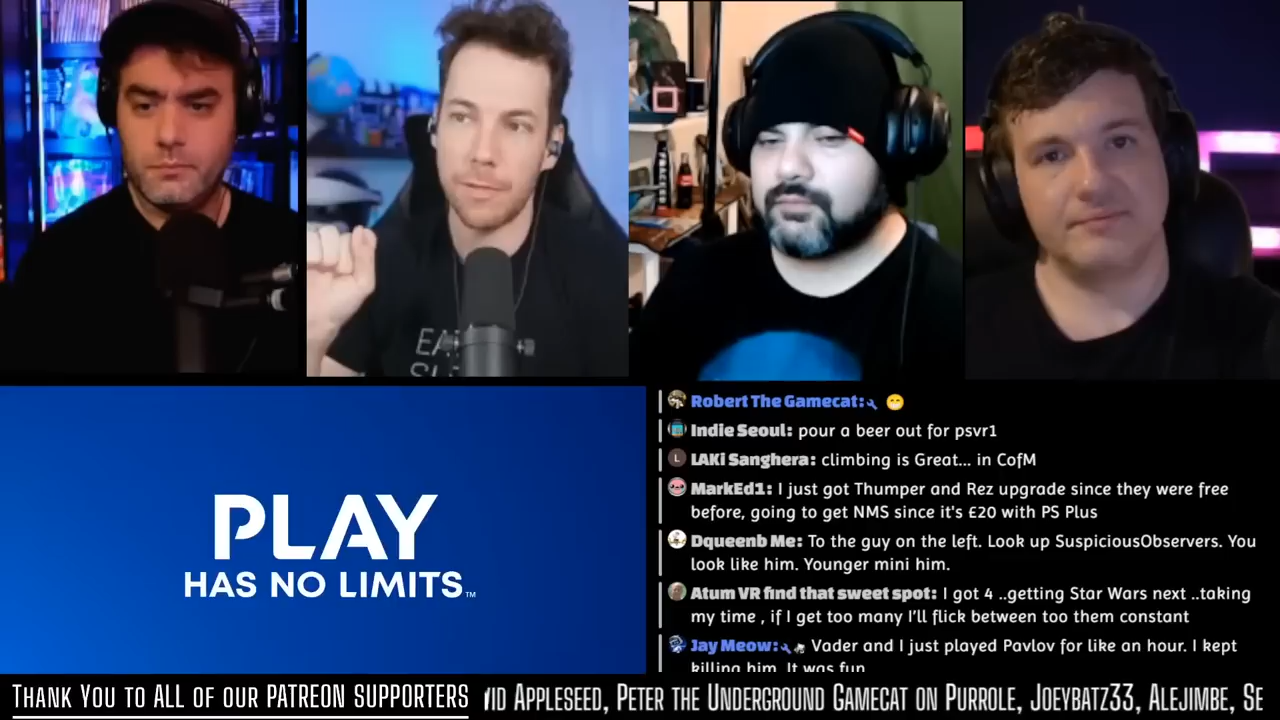 EA
SL
PLAY
HAS NO LIMITS™
Robert The Gamecat: 😁
Indie Seoul: pour a beer out for psvr1
L LAKi Sanghera: climbing is Great... in CofM
MarkEd1: I just got Thumper and Rez upgrade since they were free
before, going to get NMS since it's £20 with PS Plus
Dqueenb Me: To the guy on the left. Look up SuspiciousObservers. You
look like him. Younger mini him.
Atum VR find that sweet spot: I got 4 ..getting Star Wars next ..taking
my time , if I get too many I'll flick between too them constant
Jay Meow: Vader and I just played Pavlov for like an hour. I kept
killing him. It was fun
THANK YOU TO ALL OF OUR PATREON SUPPORTERS VID APPLESEED, PETER THE UNDERGROUND GAMECAT ON PURROLE, JOEYBATZ33, ALEJIMBE, SE